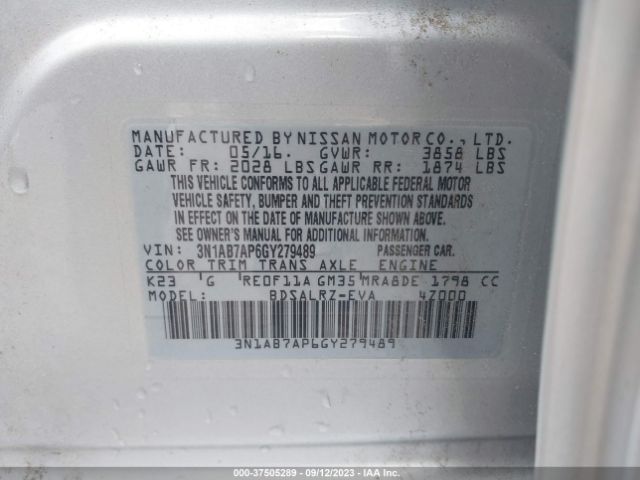 MANUFACTURED BY NISSAN MOTOR CO., LTD.
DATE: 05/16. GVWR: 3858 LBS
GAWR FR: 2028 LBS GAWR RR: 1874 LBS
THIS VEHICLE CONFORMS TO ALL APPLICABLE FEDERAL MOTOR
VEHICLE SAFETY, BUMPER AND THEFT PREVENTION STANDARDS
IN EFFECT ON THE DATE OF MANUFACTURE SHOWN ABOVE.
SEE OWNER'S MANUAL FOR ADDITIONAL INFORMATION.
VIN: 3N1AB7AP6GY279489 PASSENGER CAR.
COLOR TRIM TRANS AXLE ENGINE
K23 G RE0F11A GM35 MRA8DE 1798 CC
MODEL: BDSALRZ-EVA 4Z000
3N1AB7AP6GY279489
000-37505289 - 09/12/2023 - IAA Inc.